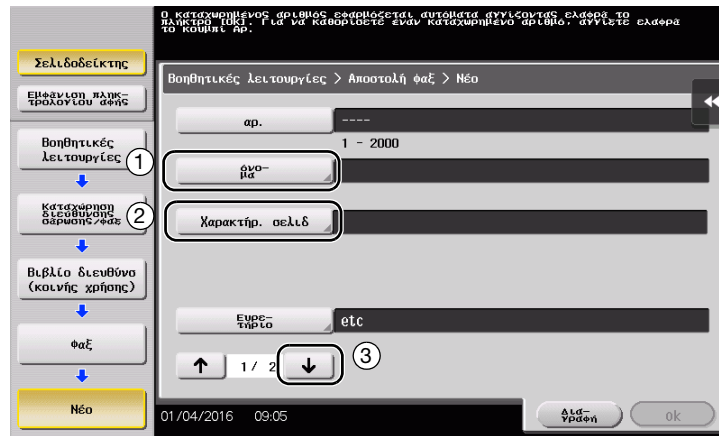 Ο καταχωρημένος αριθμός εφαρμόζεται αυτόματα αγγίζοντας ελαφρά το
πλήκτρο [OK]. Για να καθορίσετε έναν καταχωρημένο αριθμό, αγγίξτε ελαφρά
το κουμπί Αρ.
Σελιδοδείκτης
Εμφάνιση πληκ-
τρολογίου αφής
Βοηθητικές λειτουργίες > Αποστολή φαξ > Νέο
αρ.
----
1 - 2000
Βοηθητικές
λειτουργίες
1
όνο-
μα
Καταχώρηση
διεύθυνσης
σάρωσης/φαξ
2
Χαρακτήρ. σελιδ
Βιβλίο διευθύνσ
(κοινής χρήσης)
Ευρε-
τήριο
etc
φαξ
1/ 2
3
Νέο
01/04/2016 09:05
Δια-
γραφή
ok